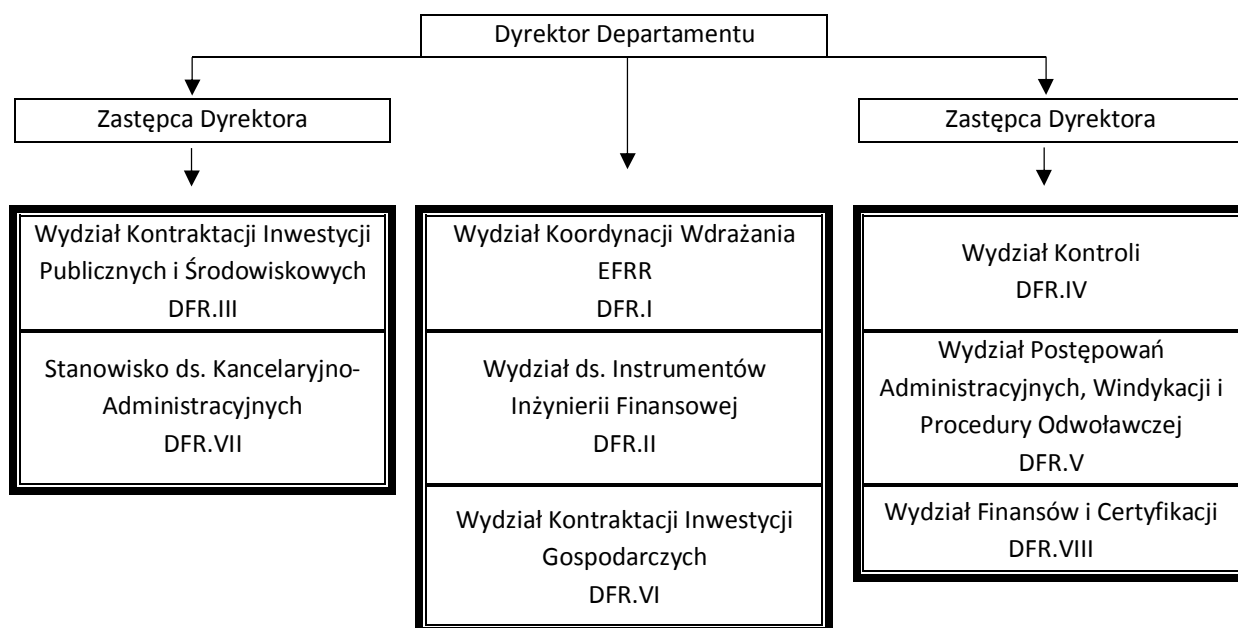 Dyrektor Departamentu
Zastępca Dyrektora
Zastępca Dyrektora
Wydział Kontraktacji Inwestycji
Publicznych i Środowiskowych
DFR.III
Stanowisko ds. Kancelaryjno-
Administracyjnych
DFR.VII
Wydział Koordynacji Wdrażania
EFRR
DFR.I
Wydział ds. Instrumentów
Inżynierii Finansowej
DFR.II
Wydział Kontraktacji Inwestycji
Gospodarczych
DFR.VI
Wydział Kontroli
DFR.IV
Wydział Postępowań
Administracyjnych, Windykacji i
Procedury Odwoławczej
DFR.V
Wydział Finansów i Certyfikacji
DFR.VIII